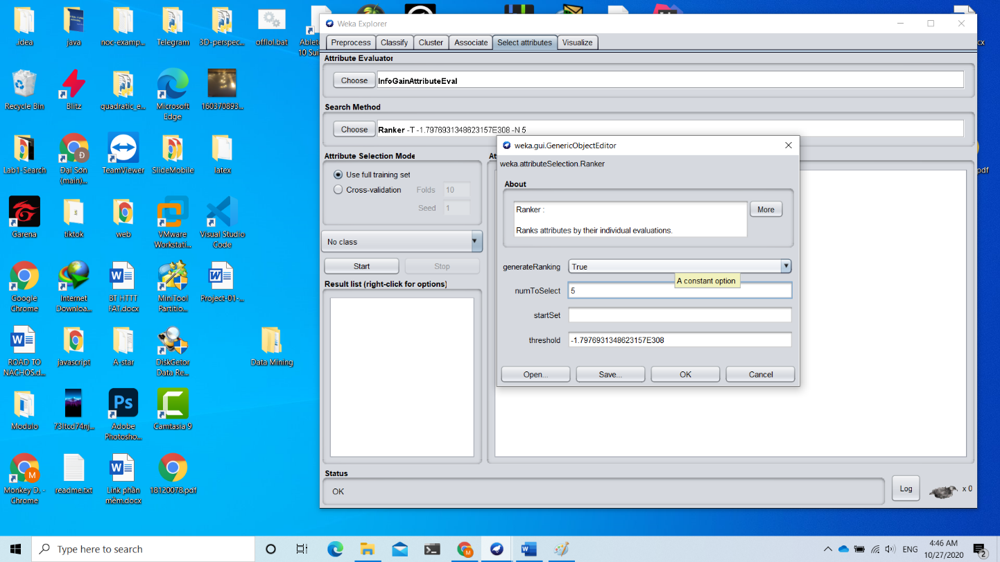 .idea
java
noc-examp...
Telegram
3D-perspec...
offlol.bat
Recycle Bin
Blitz
quadratic_e...
Microsoft
Edge
160370893...
Lab1-Search
Đại Sơn
(main)...
TeamViewer
SlideMobile
latex
Garena
tiktok
web
VMware
Workstati...
Visual Studio
Code
Google
Chrome
Internet
Downloa...
BT HTTT
FAT.docx
MiniTool
Partitio...
Project-01-...
ROAD TO
NACHOS.d...
javascript
A-star
DiskGetor
Data Re...
Data Mining
Modulo
73ltcd74nj...
Adobe
Photosho...
Camtasia 9
Monkey D. -
Chrome
readme.txt
Link phần
mềm.docx
18120078.pdf
Weka Explorer
Preprocess
Classify
Cluster
Associate
Select attributes
Visualize
Attribute Evaluator
Choose
InfoGainAttributeEval
Search Method
Choose
Ranker -T -1.7976931348623157E308 -N 5
Attribute Selection Mode
Use full training set
Cross-validation
Folds
10
Seed
1
No class
Start
Stop
Result list (right-click for options)
weka.gui.GenericObjectEditor
weka.attributeSelection.Ranker
About
Ranker :
Ranks attributes by their individual evaluations.
More
generateRanking
True
A constant option
numToSelect
5
startSet
threshold
-1.7976931348623157E308
Open...
Save...
OK
Cancel
Status
OK
Log
x 0
Type here to search
ENG
4:46 AM
10/27/2020
2